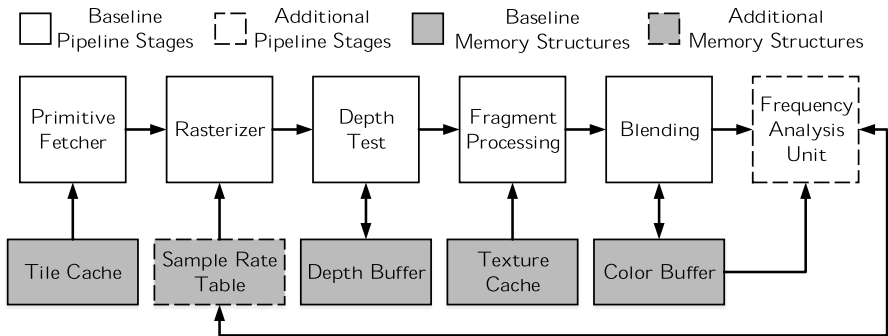 Baseline
Pipeline Stages
Additional
Pipeline Stages
Baseline
Memory Structures
Additional
Memory Structures
Primitive
Fetcher
Rasterizer
Depth
Test
Fragment
Processing
Blending
Frequency
Analysis
Unit
Tile Cache
Sample Rate
Table
Depth Buffer
Texture
Cache
Color Buffer